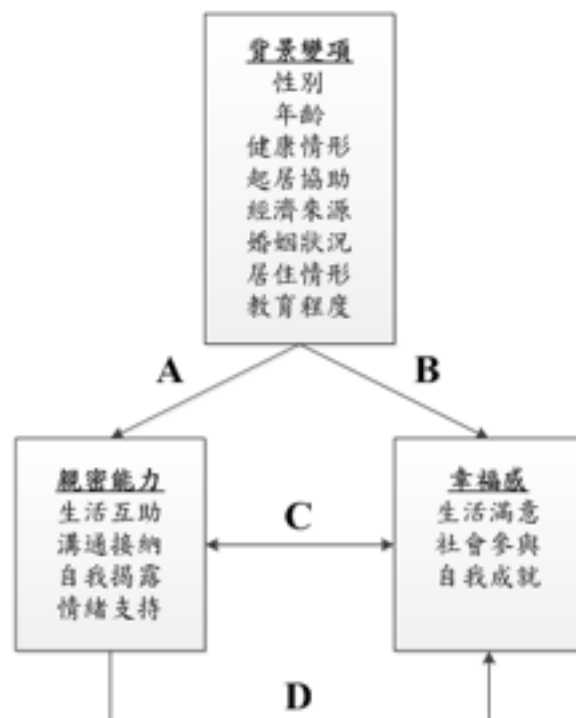 背景變項
性別
年齡
健康情形
起居協助
經濟來源
婚姻狀況
居住情形
教育程度
A
B
親密能力
生活互助
溝通接納
自我揭露
情緒支持
C
幸福感
生活滿意
社會參與
自我成就
D